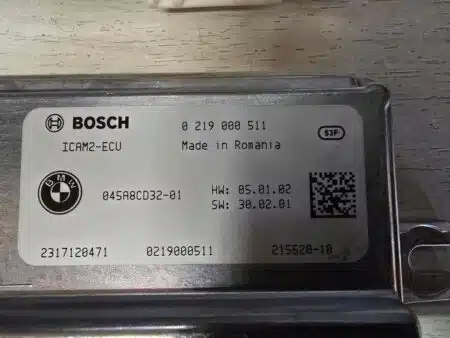 BOSCH 0 219 000 511
ICAM2-ECU Made in Romania 53P
BMW 045A8CD32-01 HW: 05.01.02
SW: 30.02.01
2317120471 0219000511 215520-10